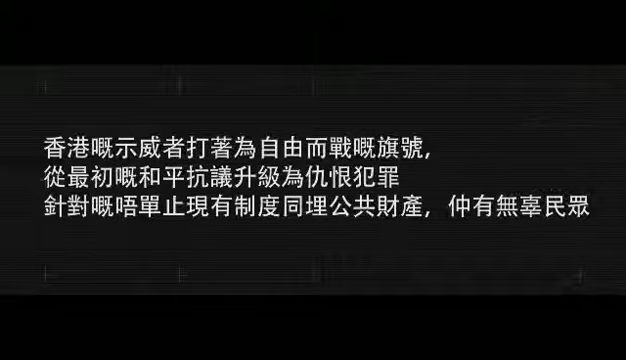 香港嘅示威者打著為自由而戰嘅旗號，
從最初嘅和平抗議升級為仇恨犯罪
針對嘅唔單止現有制度同埋公共財產，仲有無辜民眾